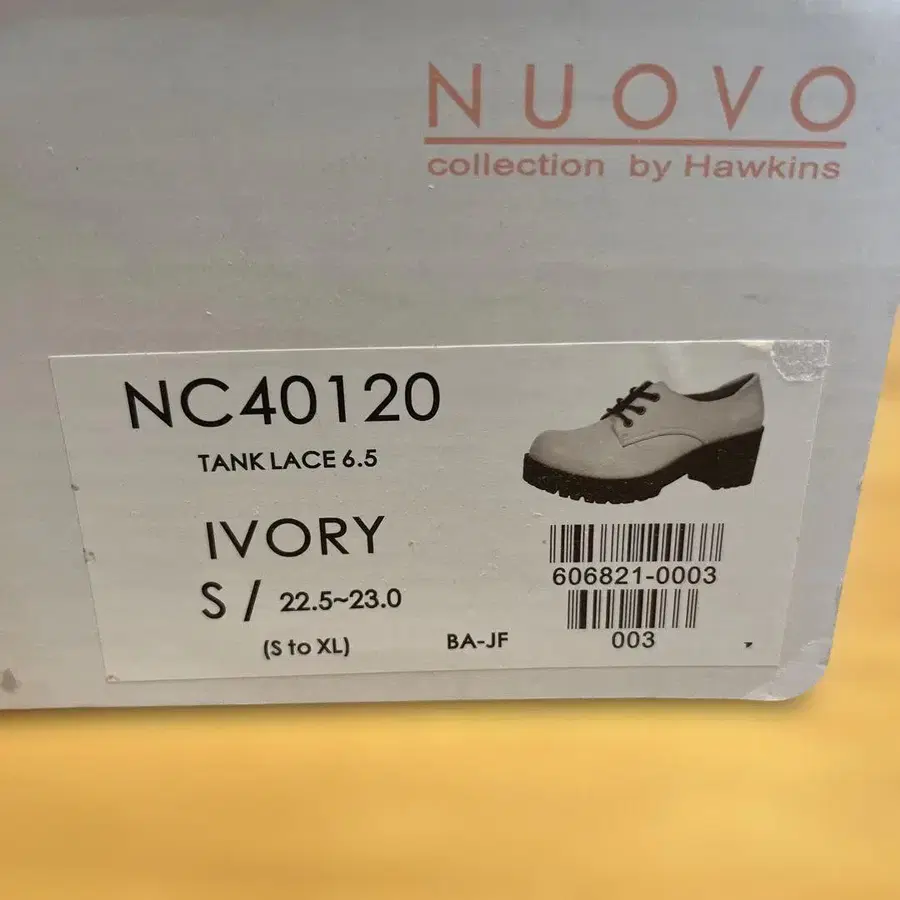 NUOVO
collection by Hawkins
NC40120
TANK LACE 6.5
IVORY
S / 22.5~23.0
(S to XL)
BA-JF
606821-0003
003